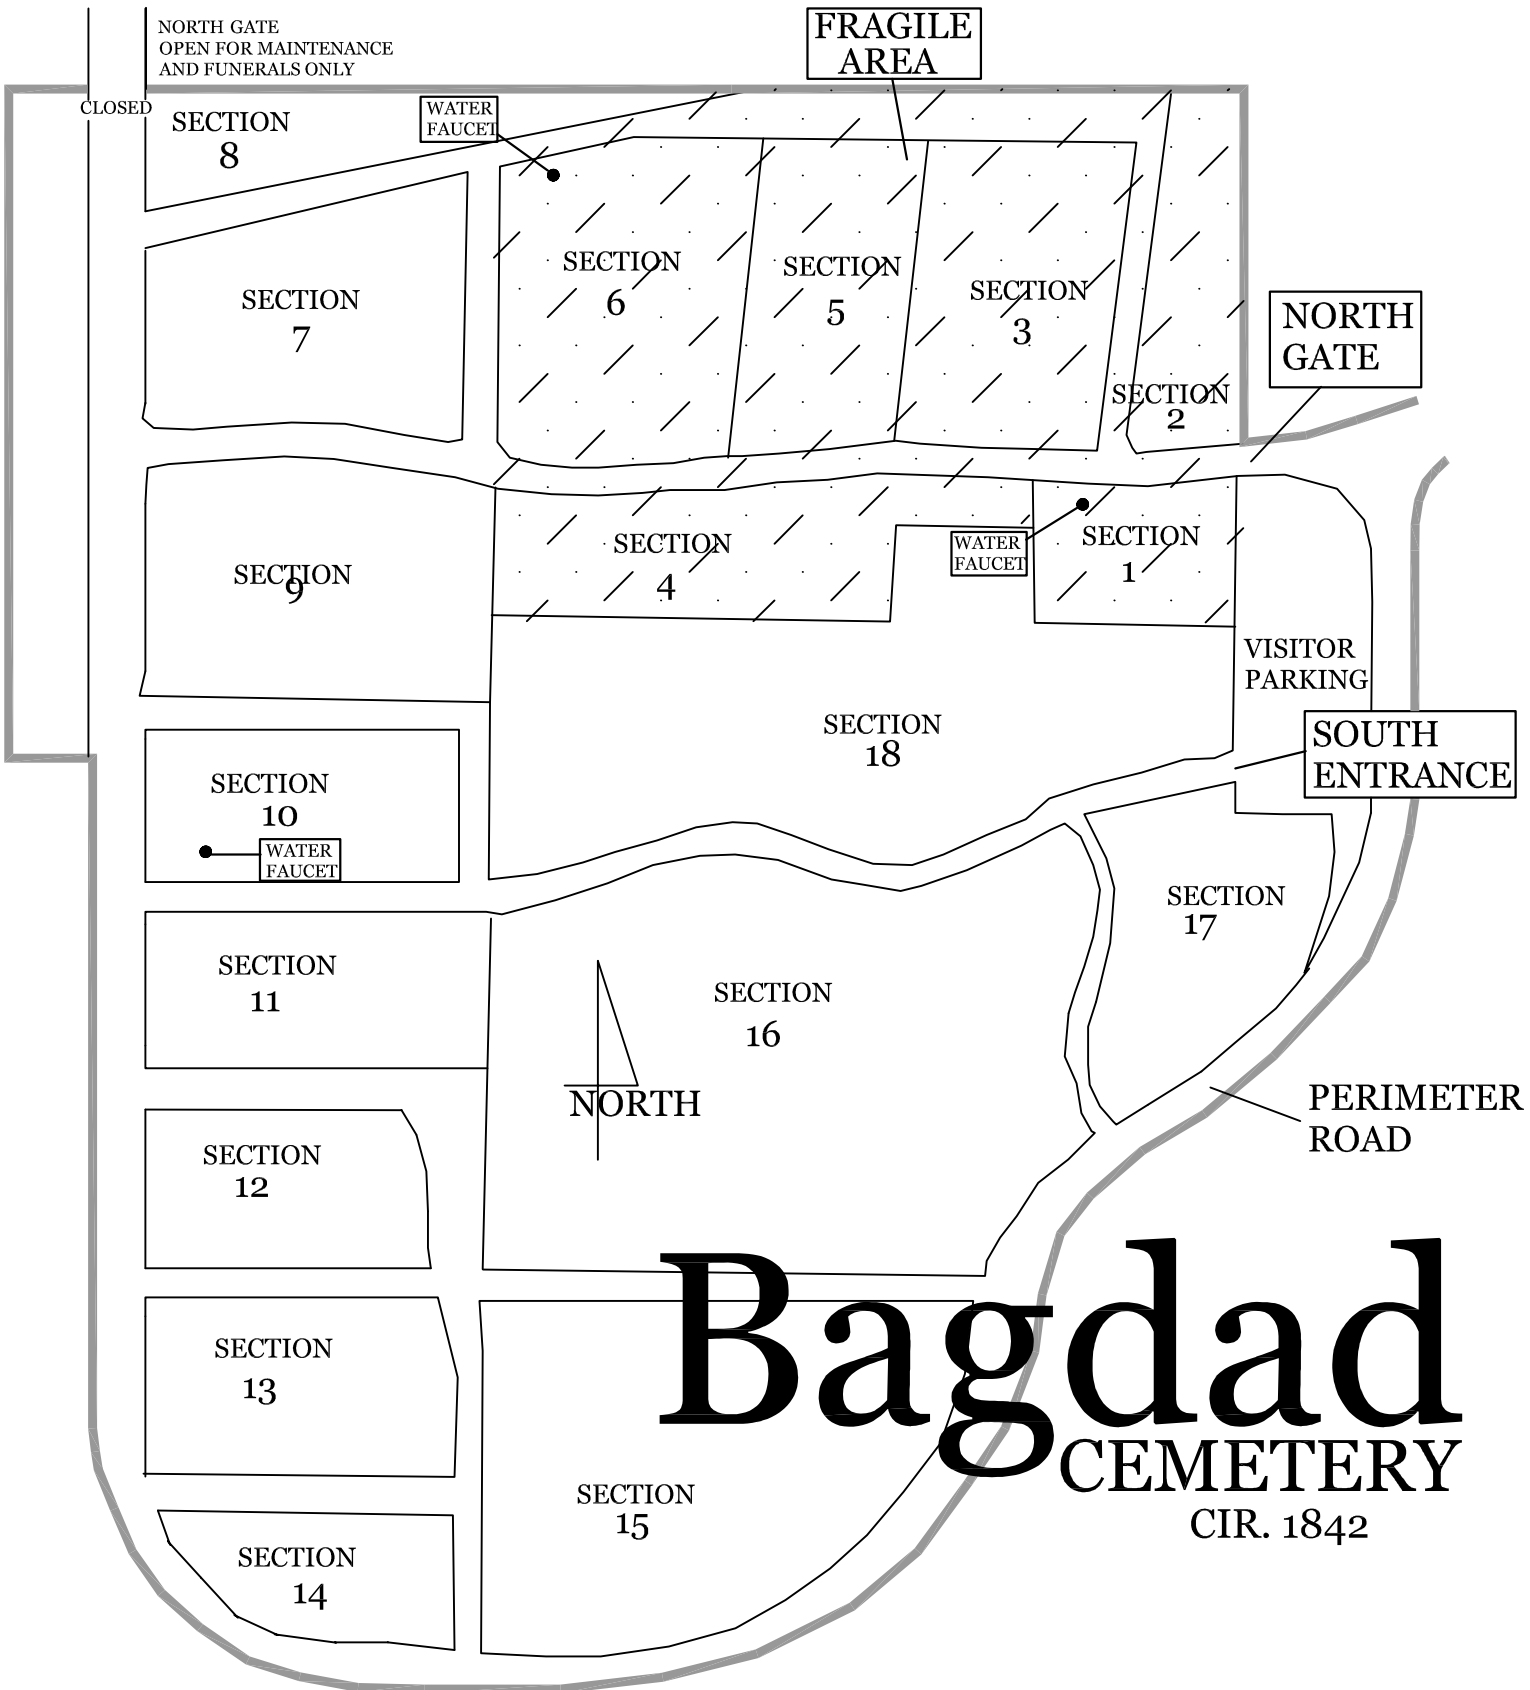 NORTH GATE
OPEN FOR MAINTENANCE
AND FUNERALS ONLY
FRAGILE
AREA
CLOSED
SECTION
8
WATER
FAUCET
SECTION
7
SECTION
6
SECTION
5
SECTION
3
SECTION
2
NORTH
GATE
SECTION
9
SECTION
4
WATER
FAUCET
SECTION
1
VISITOR
PARKING
SECTION
18
SOUTH
ENTRANCE
SECTION
10
WATER
FAUCET
SECTION
17
SECTION
11
SECTION
16
NORTH
PERIMETER
ROAD
SECTION
12
SECTION
13
Bagdad
CEMETERY
CIR. 1842
SECTION
15
SECTION
14